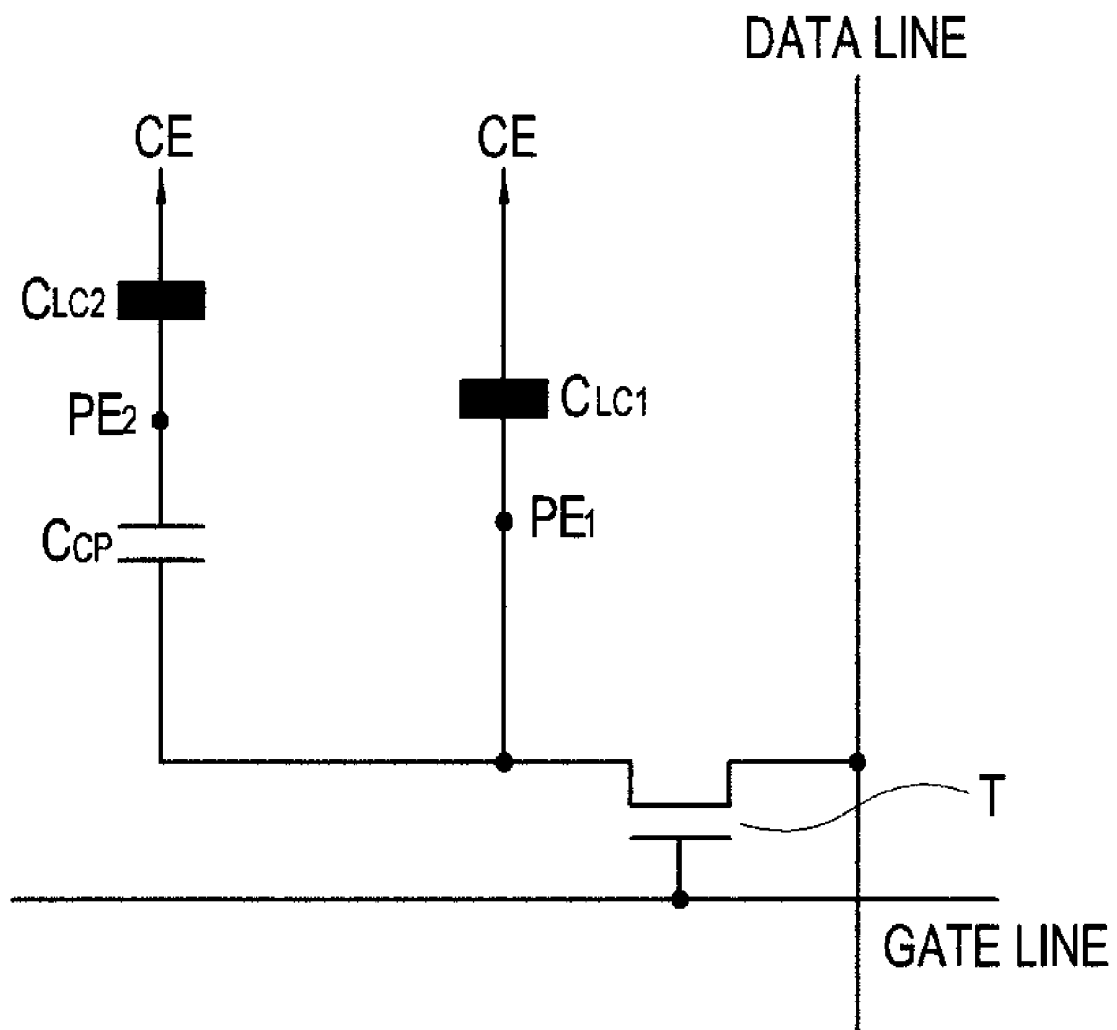 DATA LINE
CE
CE
CLC2
CLC1
PE2
PE1
CCP
T
GATE LINE